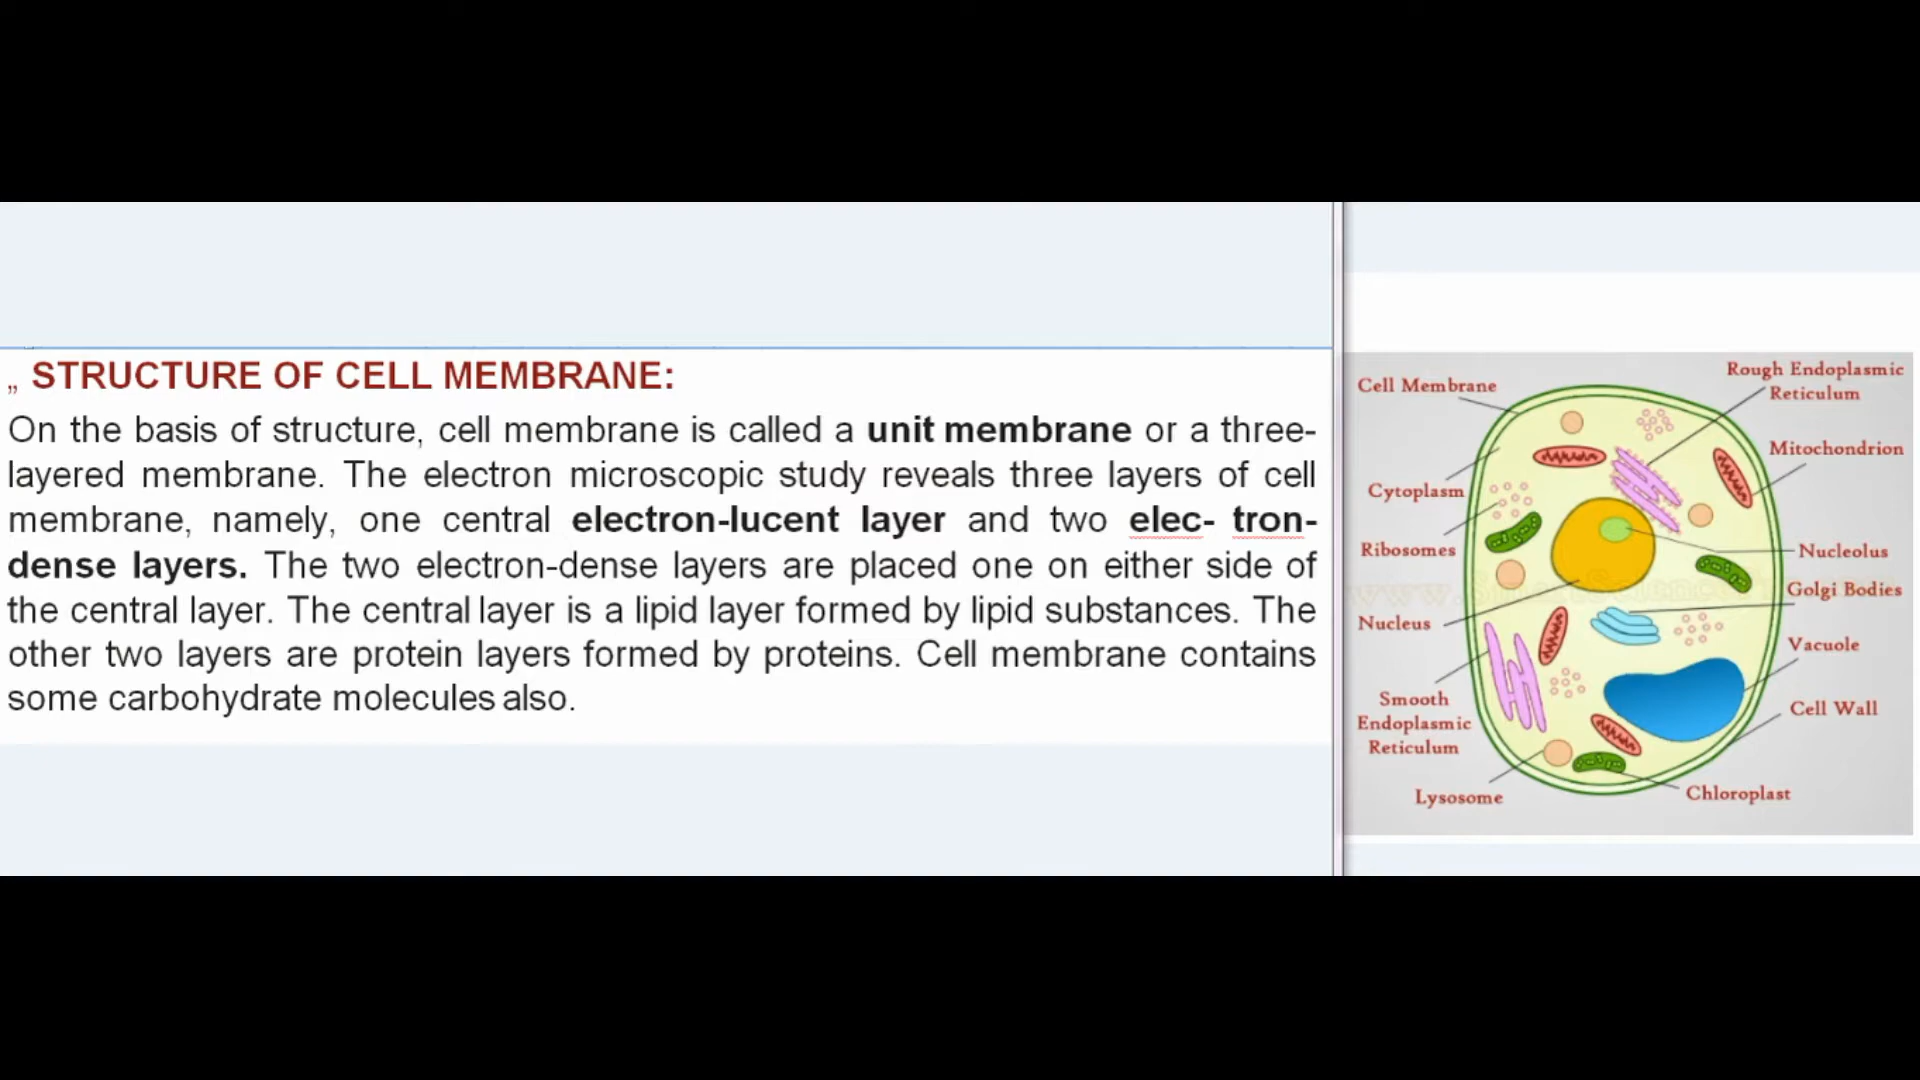 „ STRUCTURE OF CELL MEMBRANE:
On the basis of structure, cell membrane is called a unit membrane or a three-
layered membrane. The electron microscopic study reveals three layers of cell
membrane, namely, one central electron-lucent layer and two elec- tron-
dense layers. The two electron-dense layers are placed one on either side of
the central layer. The central layer is a lipid layer formed by lipid substances. The
other two layers are protein layers formed by proteins. Cell membrane contains
some carbohydrate molecules also.
Cell Membrane
Cytoplasm
Ribosomes
Nucleus
Smooth
Endoplasmic
Reticulum
Lysosome
Rough Endoplasmic
Reticulum
Mitochondrion
Nucleolus
Golgi Bodies
Vacuole
Cell Wall
Chloroplast